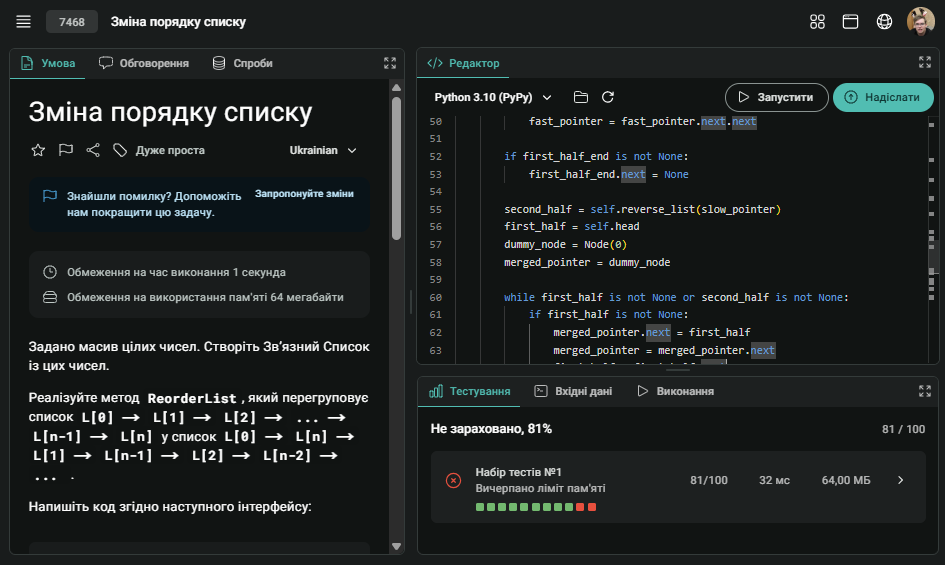 7468
Зміна порядку списку
Умова
Обговорення
Спроби
Зміна порядку списку
Дуже проста
Ukrainian
Знайшли помилку? Допоможіть
нам покращити цю задачу.
Запропонуйте зміни
Обмеження на час виконання 1 секунда
Обмеження на використання пам'яті 64 мегабайти
Задано масив цілих чисел. Створіть Зв'язний Список
із цих чисел.
Реалізуйте метод ReorderList , який перегруповує
список L[0] → L[1] → L[2] → ... →
L[n-1] → L[n] у список L[0] → L[n] →
L[1] → L[n-1] → L[2] → L[n-2] →
... .
Напишіть код згідно наступного інтерфейсу:
Редактор
Python 3.10 (PyPy)
Запустити
Надіслати
50 fast_pointer = fast_pointer.next.next
51
52 if first_half_end is not None:
53 first_half_end.next = None
54
55 second_half = self.reverse_list(slow_pointer)
56 first_half = self.head
57 dummy_node = Node(0)
58 merged_pointer = dummy_node
59
60 while first_half is not None or second_half is not None:
61 if first_half is not None:
62 merged_pointer.next = first_half
63 merged_pointer = merged_pointer.next
Тестування
Вхідні дані
Виконання
Не зараховано, 81%
81 / 100
Набір тестів №1
Вичерпано ліміт пам'яті
81/100
32 мс
64,00 МБ